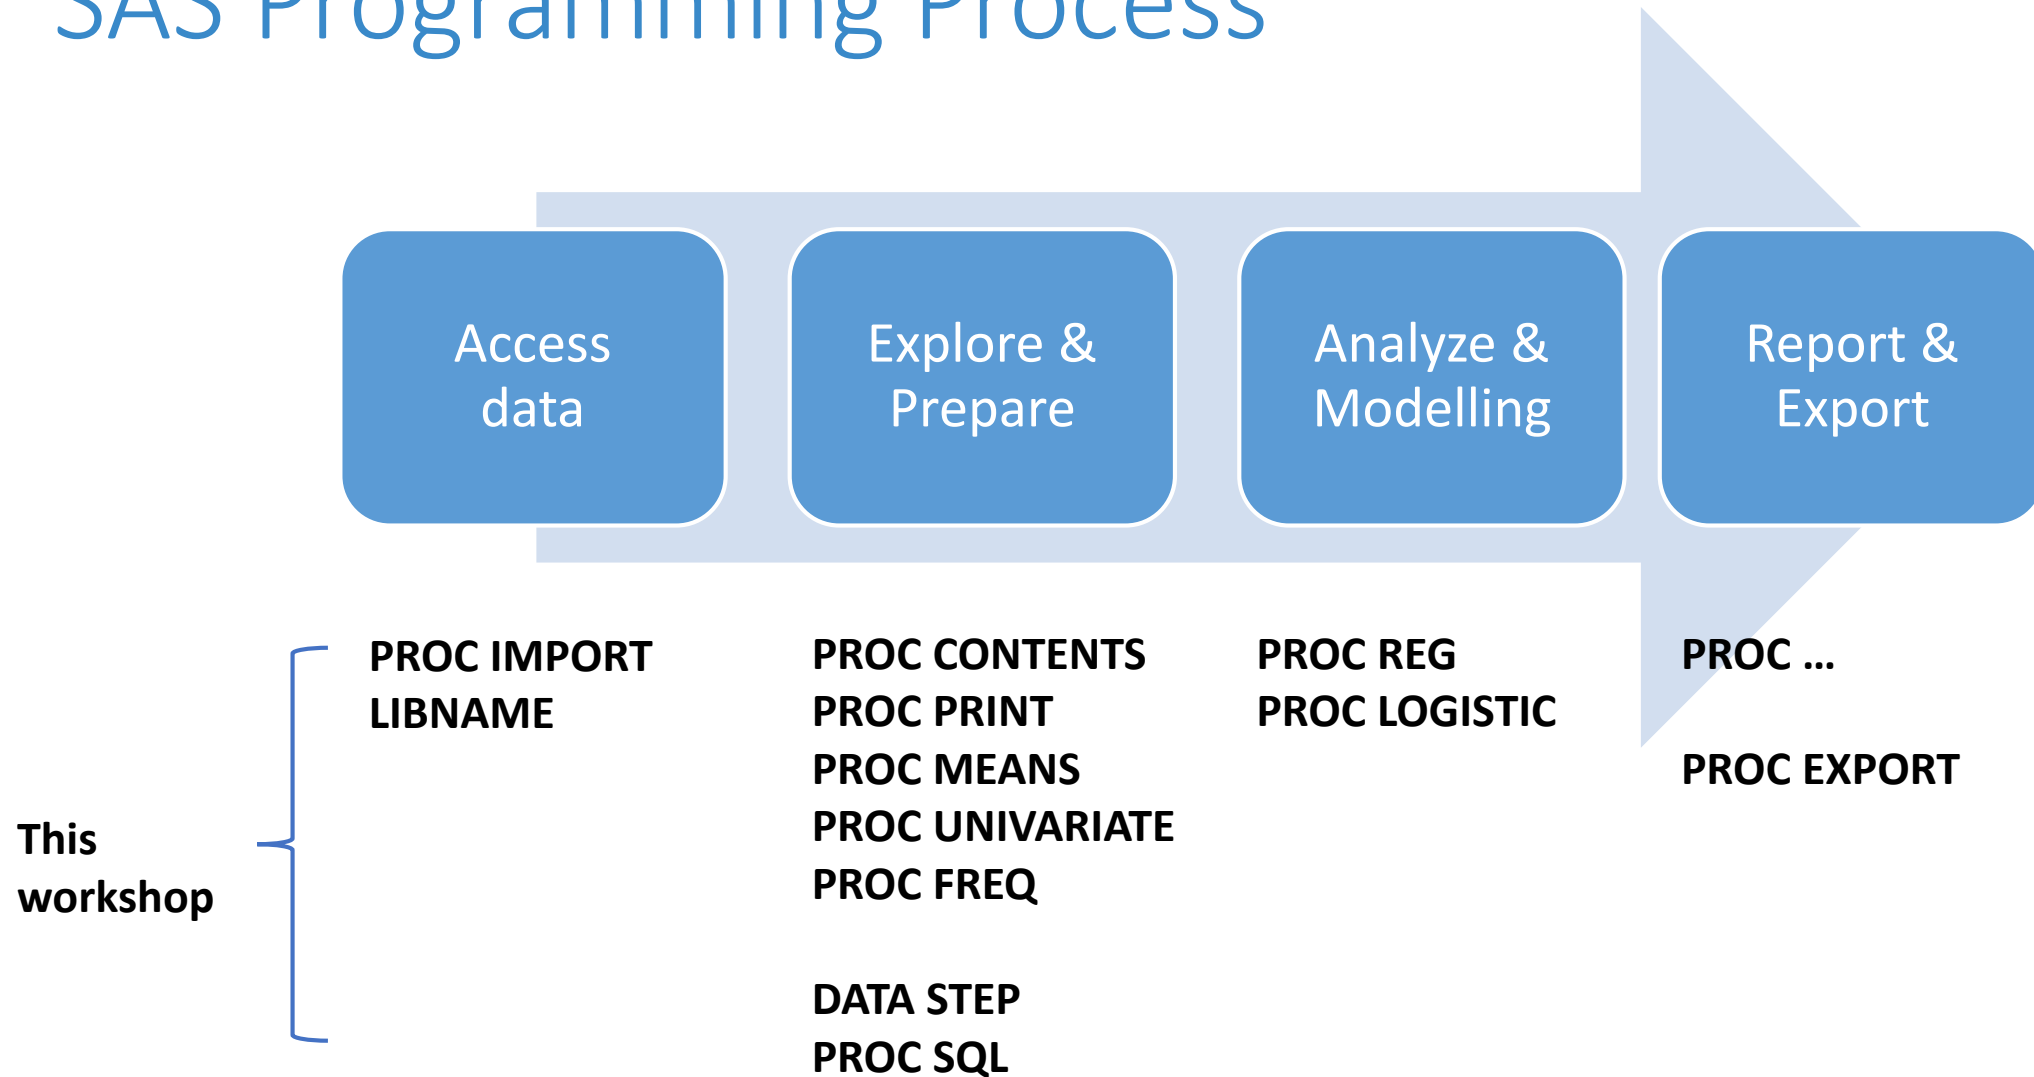 SAS Programming Process
Access
data
Explore &
Prepare
Analyze &
Modelling
Report &
Export
This
workshop
PROC IMPORT
LIBNAME
PROC CONTENTS
PROC PRINT
PROC MEANS
PROC UNIVARIATE
PROC FREQ
DATA STEP
PROC SQL
PROC REG
PROC LOGISTIC
PROC ...
PROC EXPORT